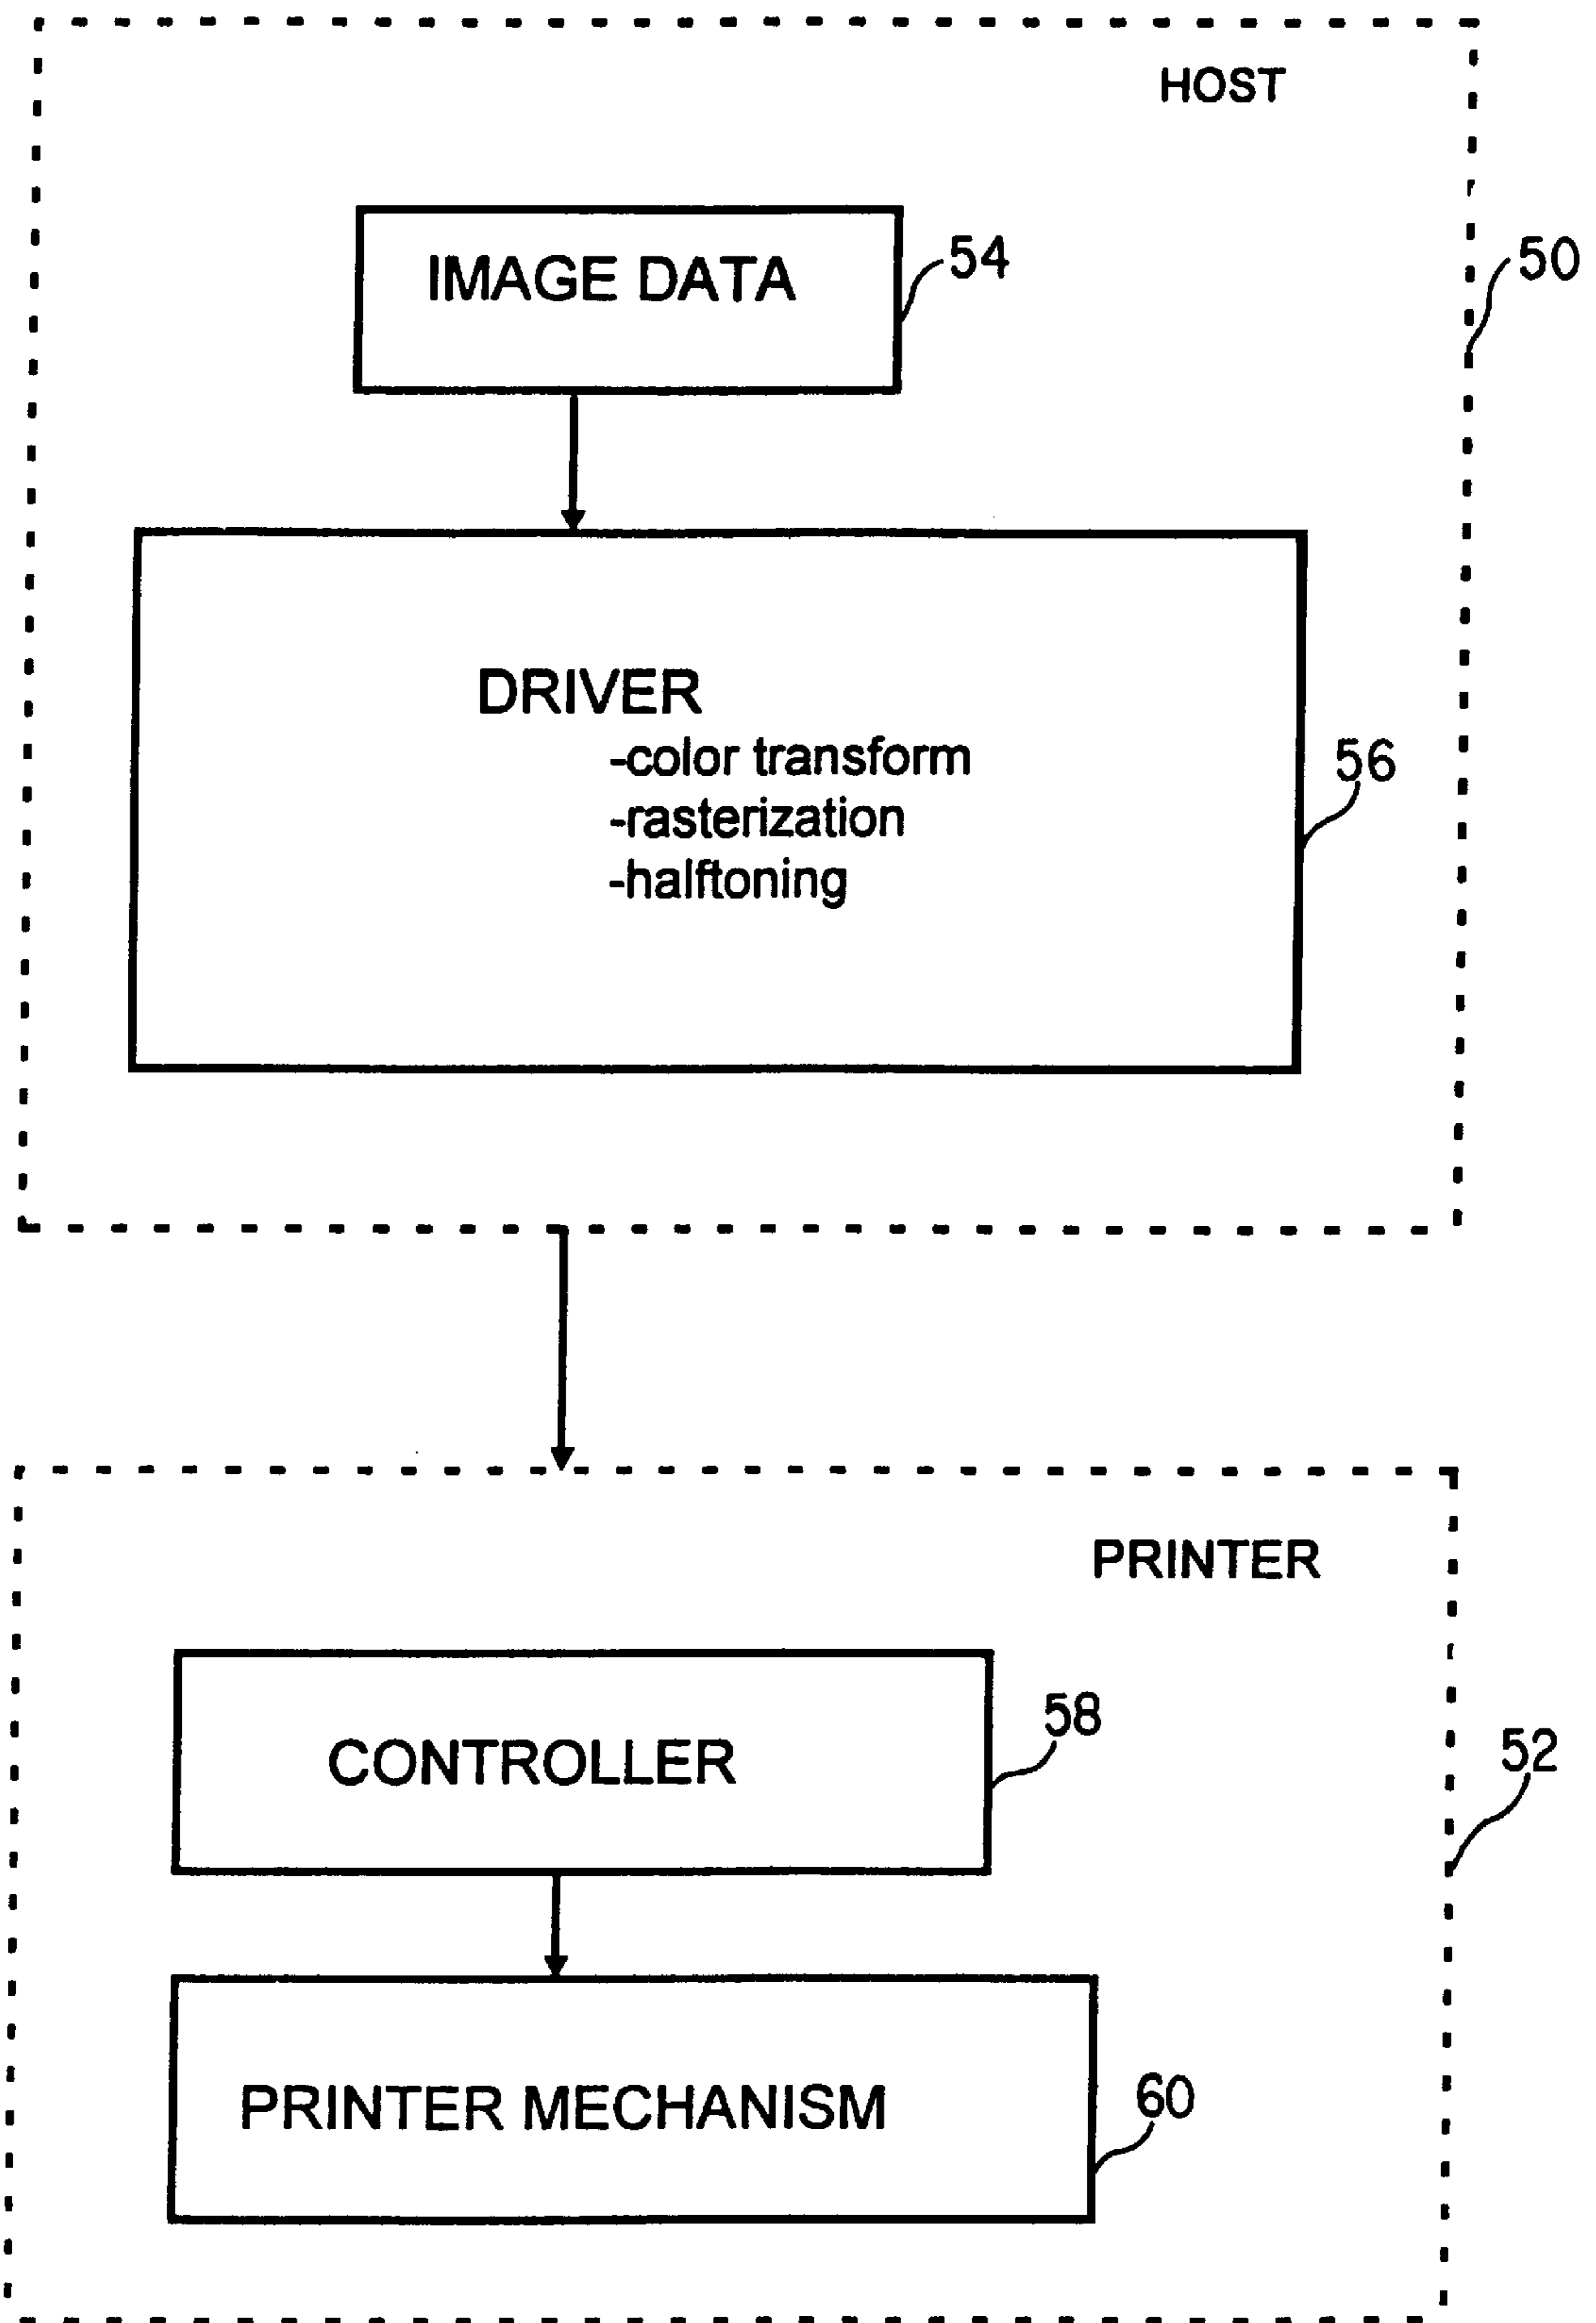 HOST
IMAGE DATA
54
50
DRIVER
-color transform
-rasterization
-halftoning
56
PRINTER
CONTROLLER
58
52
PRINTER MECHANISM
60